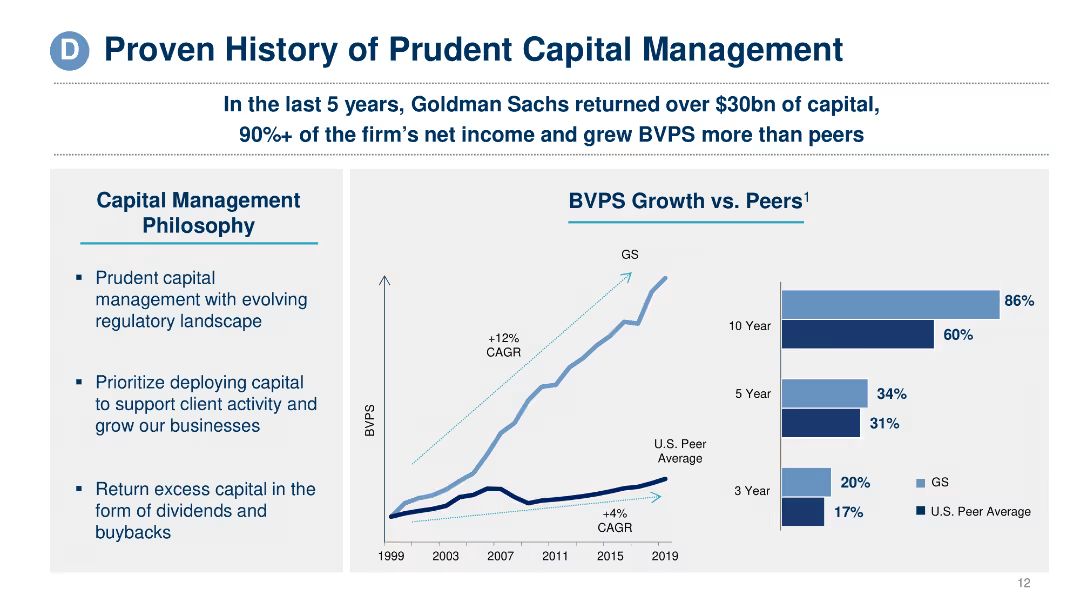 D Proven History of Prudent Capital Management
In the last 5 years, Goldman Sachs returned over $30bn of capital,
90%+ of the firm’s net income and grew BVPS more than peers
Capital Management
Philosophy
▪ Prudent capital
management with evolving
regulatory landscape
▪ Prioritize deploying capital
to support client activity and
grow our businesses
▪ Return excess capital in the
form of dividends and
buybacks
BVPS Growth vs. Peers¹
GS
+12%
CAGR
BVPS
U.S. Peer
Average
+4%
CAGR
1999 2003 2007 2011 2015 2019
10 Year
86%
60%
5 Year
34%
31%
3 Year
20%
17%
GS
U.S. Peer Average
12